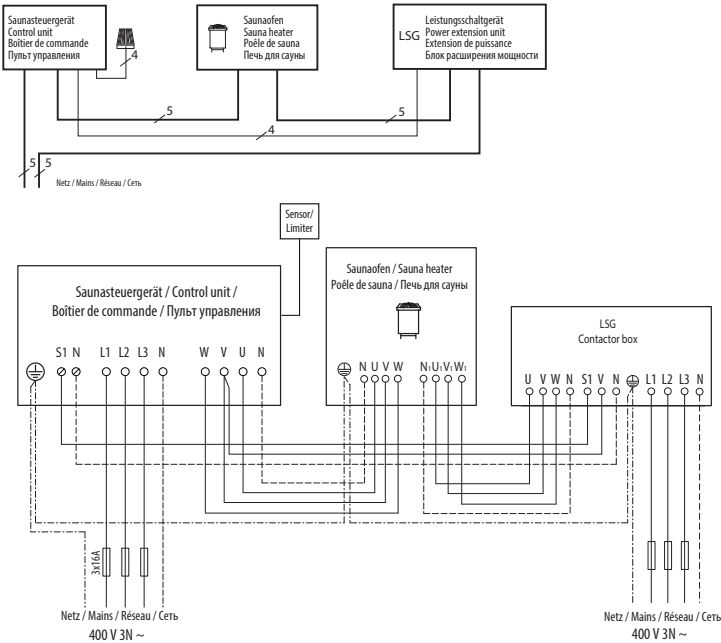 Saunasteuergerät
Control unit
Boîtier de commande
Пульт управления
4
Saunaofen
Sauna heater
Poêle de sauna
Печь для сауны
LSG
Leistungsschaltgerät
Power extension unit
Extension de puissance
Блок расширения мощности
5
5
4
5
5
Netz / Mains / Réseau / Сеть
Sensor/
Limiter
Saunasteuergerät / Control unit /
Boîtier de commande / Пульт управления
S1 N L1 L2 L3 N W V U N
Saunaofen / Sauna heater
Poêle de sauna / Печь для сауны
N U V W N1 U1 V1 W1
LSG
Contactor box
U V W N S1 V N L1 L2 L3 N
3x16A
Netz / Mains / Réseau / Сеть
400 V 3N ~
Netz / Mains / Réseau / Сеть
400 V 3N ~